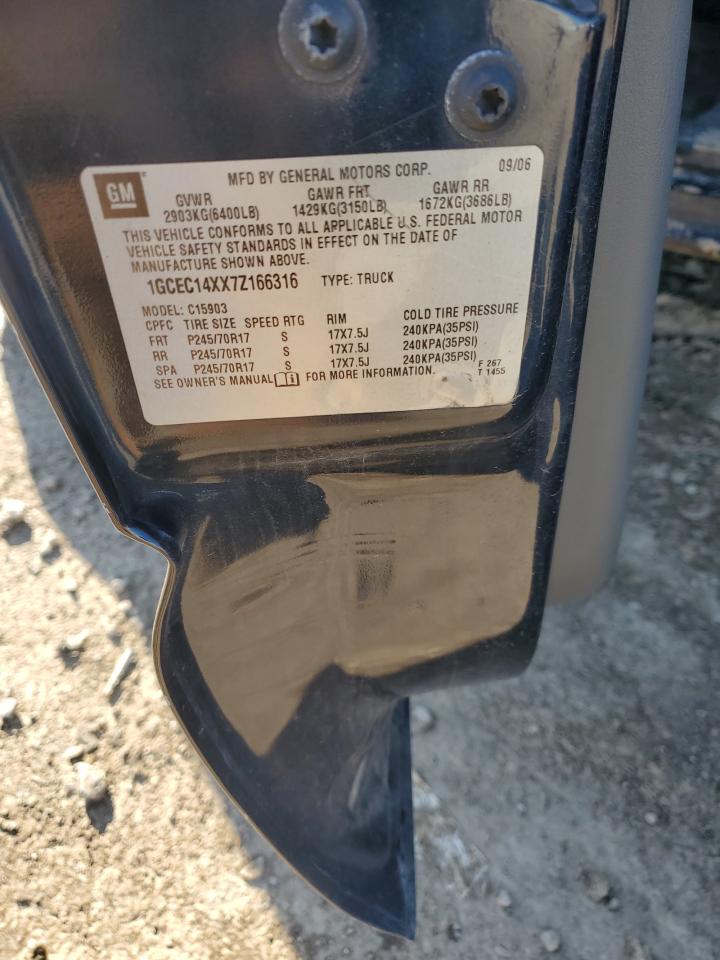 GM
MFD BY GENERAL MOTORS CORP. 09/06
GVWR GAWR FRT GAWR RR
2903KG(6400LB) 1429KG(3150LB) 1672KG(3686LB)
THIS VEHICLE CONFORMS TO ALL APPLICABLE U.S. FEDERAL MOTOR
VEHICLE SAFETY STANDARDS IN EFFECT ON THE DATE OF
MANUFACTURE SHOWN ABOVE.
1GCEC14XX7Z166316 TYPE: TRUCK
MODEL: C15903
CPFC TIRE SIZE SPEED RTG RIM COLD TIRE PRESSURE
FRT P245/70R17 S 17X7.5J 240KPA(35PSI)
RR P245/70R17 S 17X7.5J 240KPA(35PSI)
SPA P245/70R17 S 17X7.5J 240KPA(35PSI)
SEE OWNER'S MANUAL FOR MORE INFORMATION. F 267
T 1455